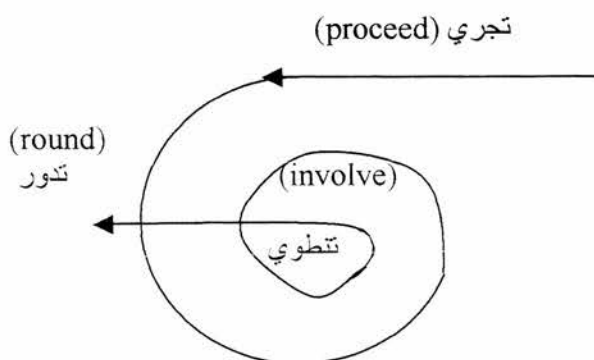 تجري (proceed)
(round)
تدور
(involve)
تنطوي